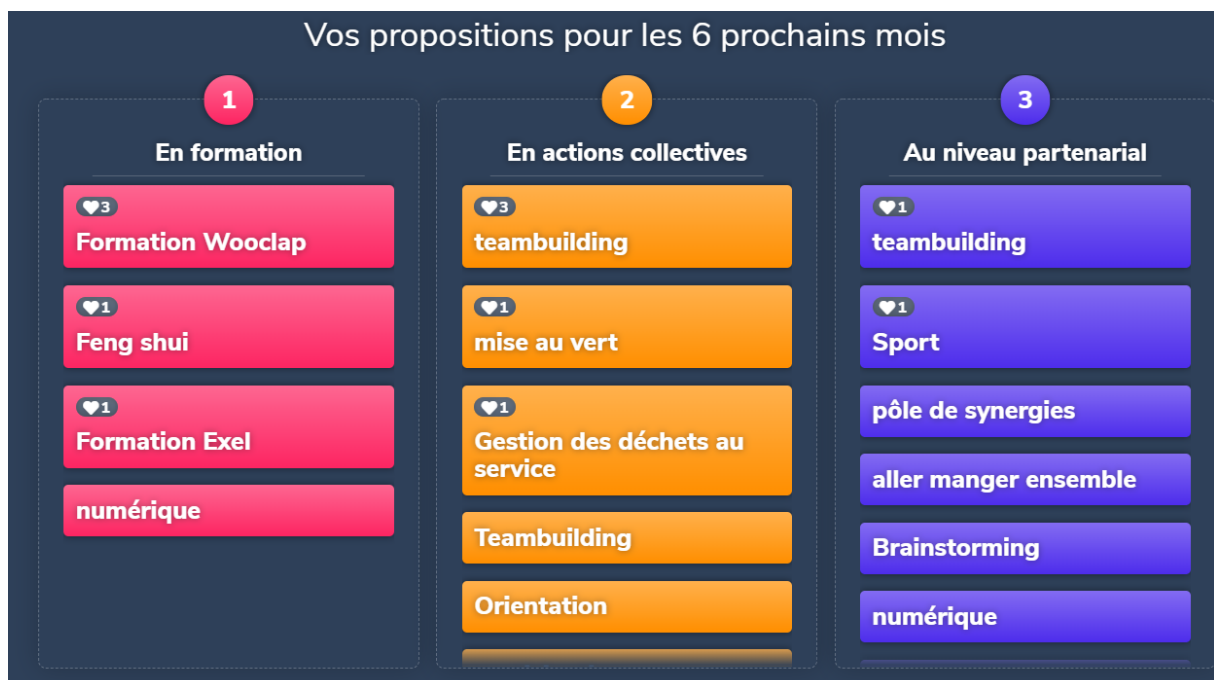 Vos propositions pour les 6 prochains mois
1
En formation
3
Formation Wooclap
1
Feng shui
1
Formation Exel
numérique
2
En actions collectives
3
teambuilding
1
mise au vert
1
Gestion des déchets au
service
Teambuilding
Orientation
3
Au niveau partenarial
1
teambuilding
1
Sport
pôle de synergies
aller manger ensemble
Brainstorming
numérique